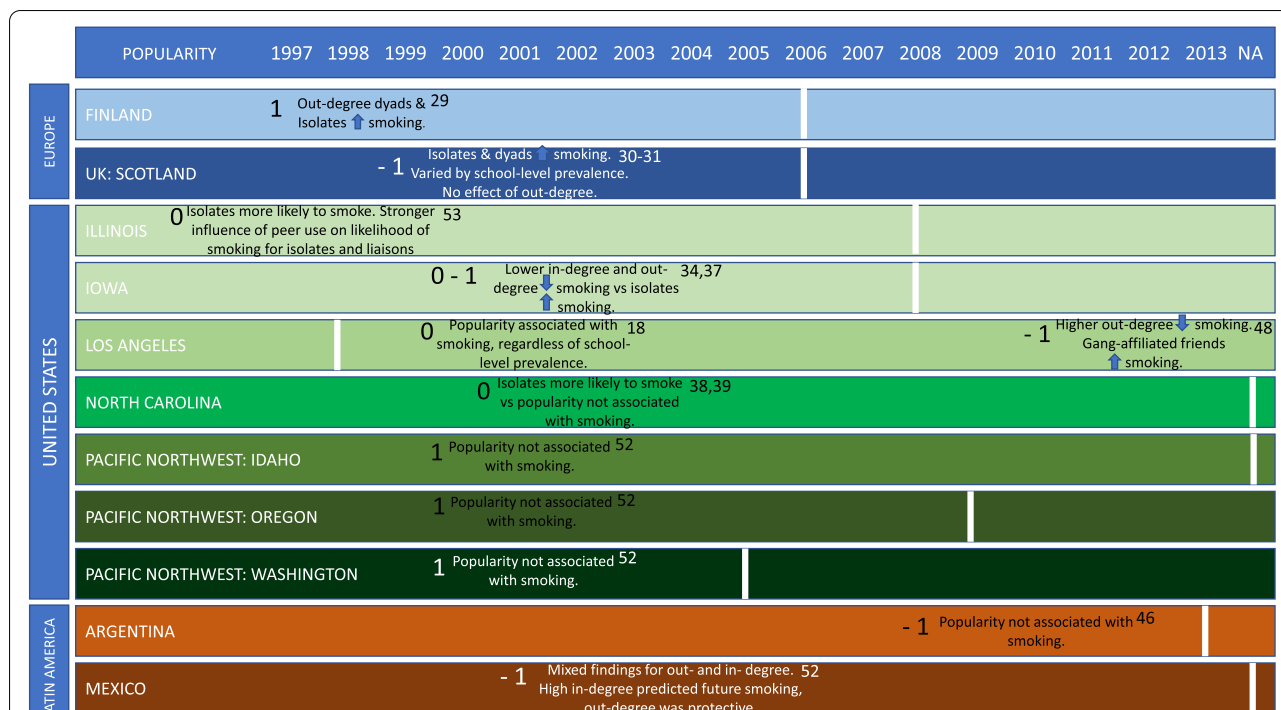 POPULARITY 1997 1998 1999 2000 2001 2002 2003 2004 2005 2006 2007 2008 2009 2010 2011 2012 2013 NA
EUROPE
FINLAND
1
Out-degree dyads & 29
Isolates smoking.
UK: SCOTLAND
- 1
Isolates & dyads smoking. 30-31
Varied by school-level prevalence.
No effect of out-degree.
UNITED STATES
ILLINOIS
0
Isolates more likely to smoke. Stronger 53
influence of peer use on likelihood of
smoking for isolates and liaisons
IOWA
0 - 1
Lower in-degree and out- 34,37
degree smoking vs isolates
smoking.
LOS ANGELES
0
Popularity associated with 18
smoking, regardless of school-
level prevalence.
- 1
Higher out-degree smoking. 48
Gang-affiliated friends
smoking.
NORTH CAROLINA
0
Isolates more likely to smoke 38,39
vs popularity not associated
with smoking.
PACIFIC NORTHWEST: IDAHO
1
Popularity not associated 52
with smoking.
PACIFIC NORTHWEST: OREGON
1
Popularity not associated 52
with smoking.
PACIFIC NORTHWEST: WASHINGTON
1
Popularity not associated 52
with smoking.
ATIN AMERICA
ARGENTINA
- 1
Popularity not associated with 46
smoking.
MEXICO
- 1
Mixed findings for out- and in- degree. 52
High in-degree predicted future smoking,
out-degree was protective